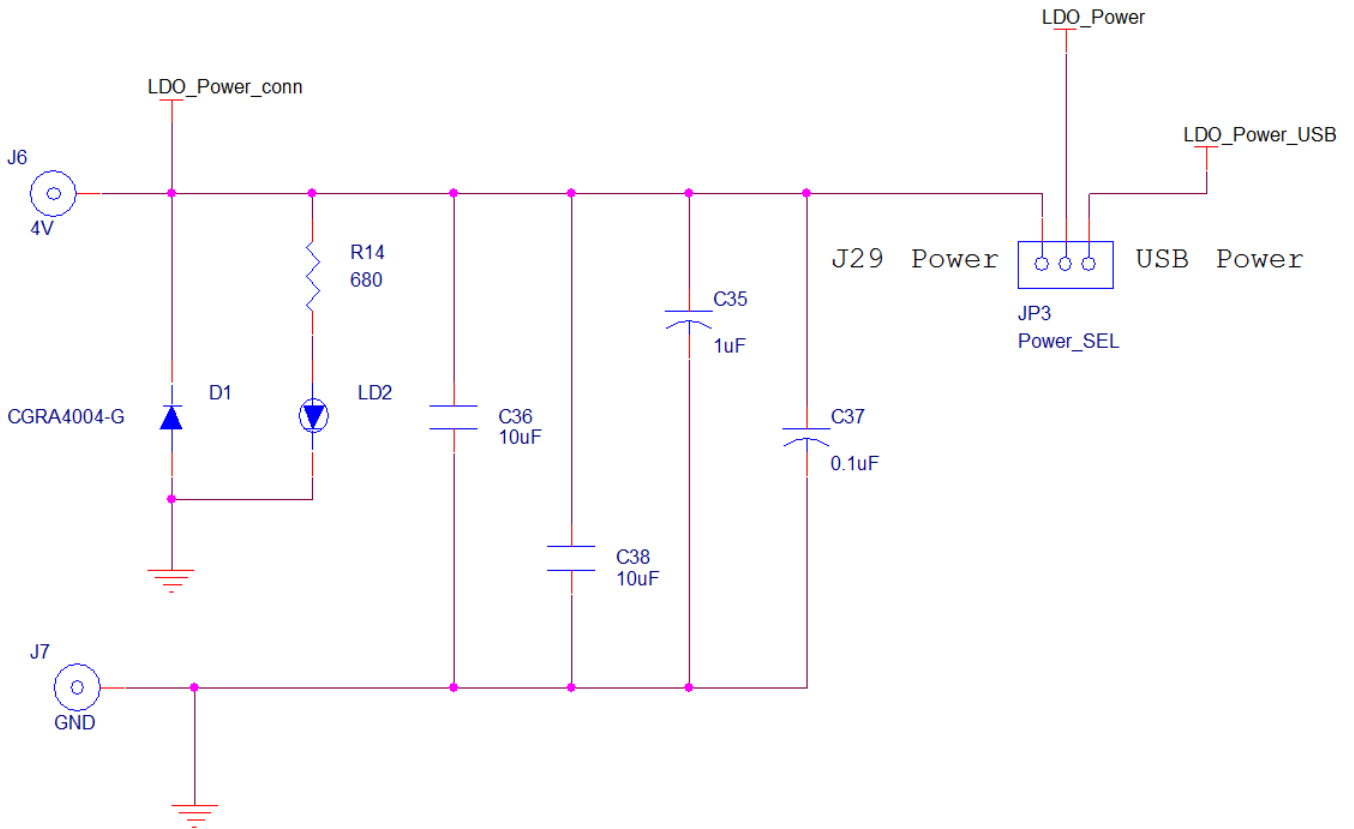 LDO_Power
LDO_Power_conn
LDO_Power_USB
J6
4V
R14
680
J29 Power
USB Power
C35
1uF
JP3
Power_SEL
D1
CGRA4004-G
LD2
C36
10uF
C37
0.1uF
C38
10uF
J7
GND